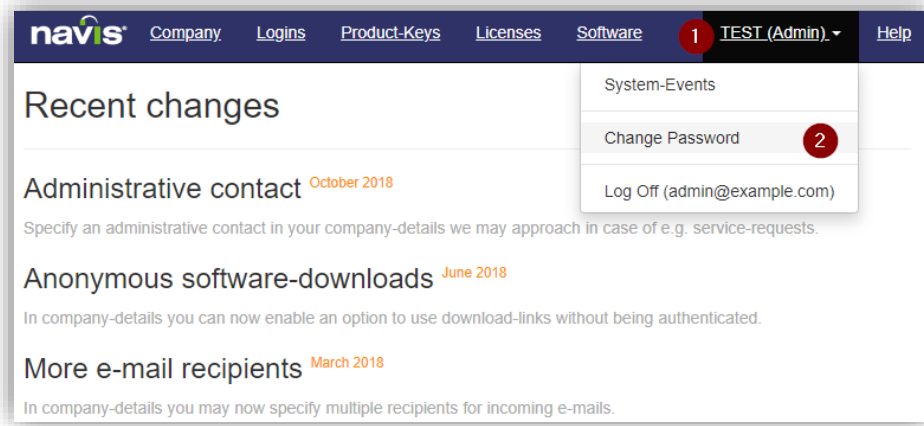 navis Company Logins Product-Keys Licenses Software 1 TEST (Admin) Help
System-Events
Recent changes
Change Password 2
Log Off (admin@example.com)
Administrative contact October 2018
Specify an administrative contact in your company-details we may approach in case of e.g. service-requests.
Anonymous software-downloads June 2018
In company-details you can now enable an option to use download-links without being authenticated.
More e-mail recipients March 2018
In company-details you may now specify multiple recipients for incoming e-mails.